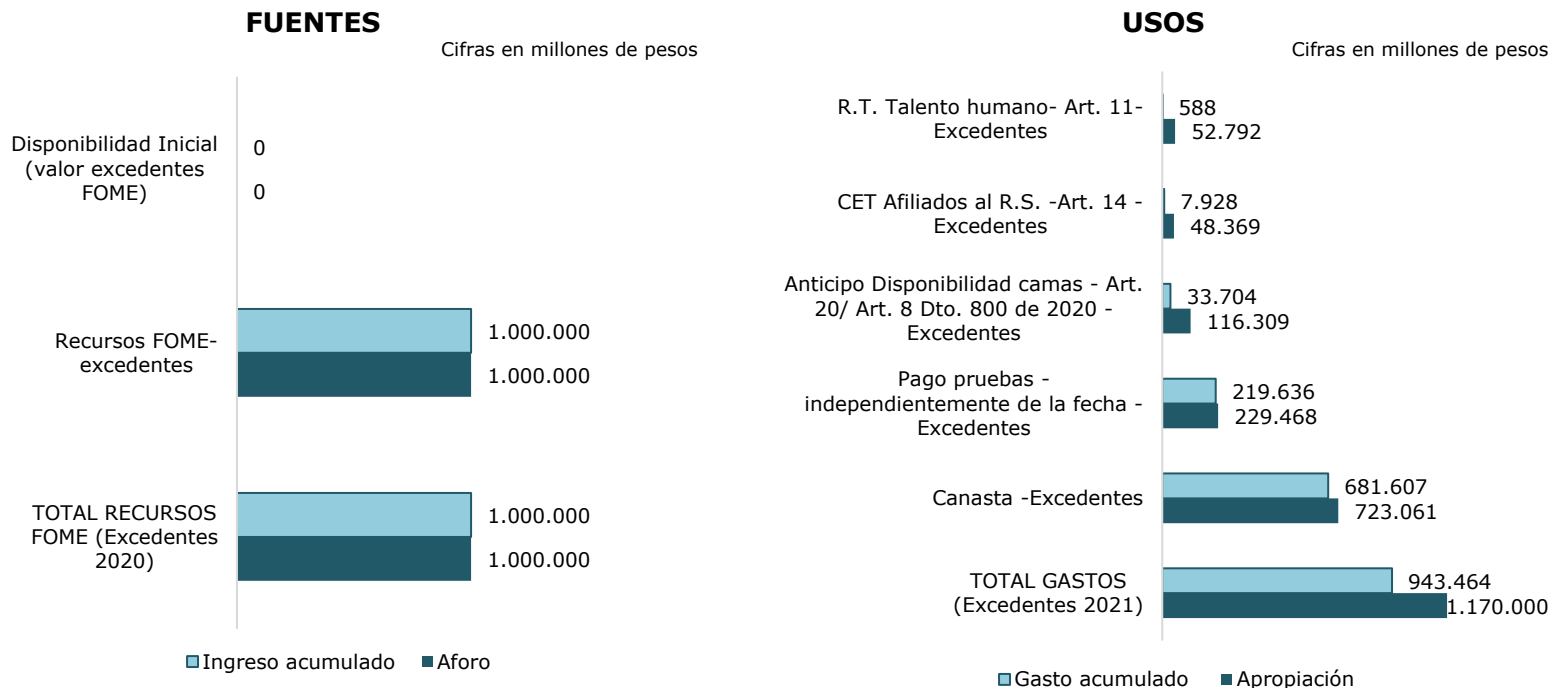 FUENTES
Cifras en millones de pesos
Disponibilidad Inicial
(valor excedentes
FOME)
0
0
Recursos FOME-
excedentes
1.000.000
1.000.000
TOTAL RECURSOS
FOME (Excedentes
2020)
1.000.000
1.000.000
Ingreso acumulado
Aforo
USOS
Cifras en millones de pesos
R.T. Talento humano- Art. 11-
Excedentes
588
52.792
CET Afiliados al R.S. -Art. 14 -
Excedentes
7.928
48.369
Anticipo Disponibilidad camas - Art.
20/ Art. 8 Dto. 800 de 2020 -
Excedentes
33.704
116.309
Pago pruebas -
independientemente de la fecha -
Excedentes
219.636
229.468
Canasta -Excedentes
681.607
723.061
TOTAL GASTOS
(Excedentes 2021)
943.464
1.170.000
Gasto acumulado
Apropiación